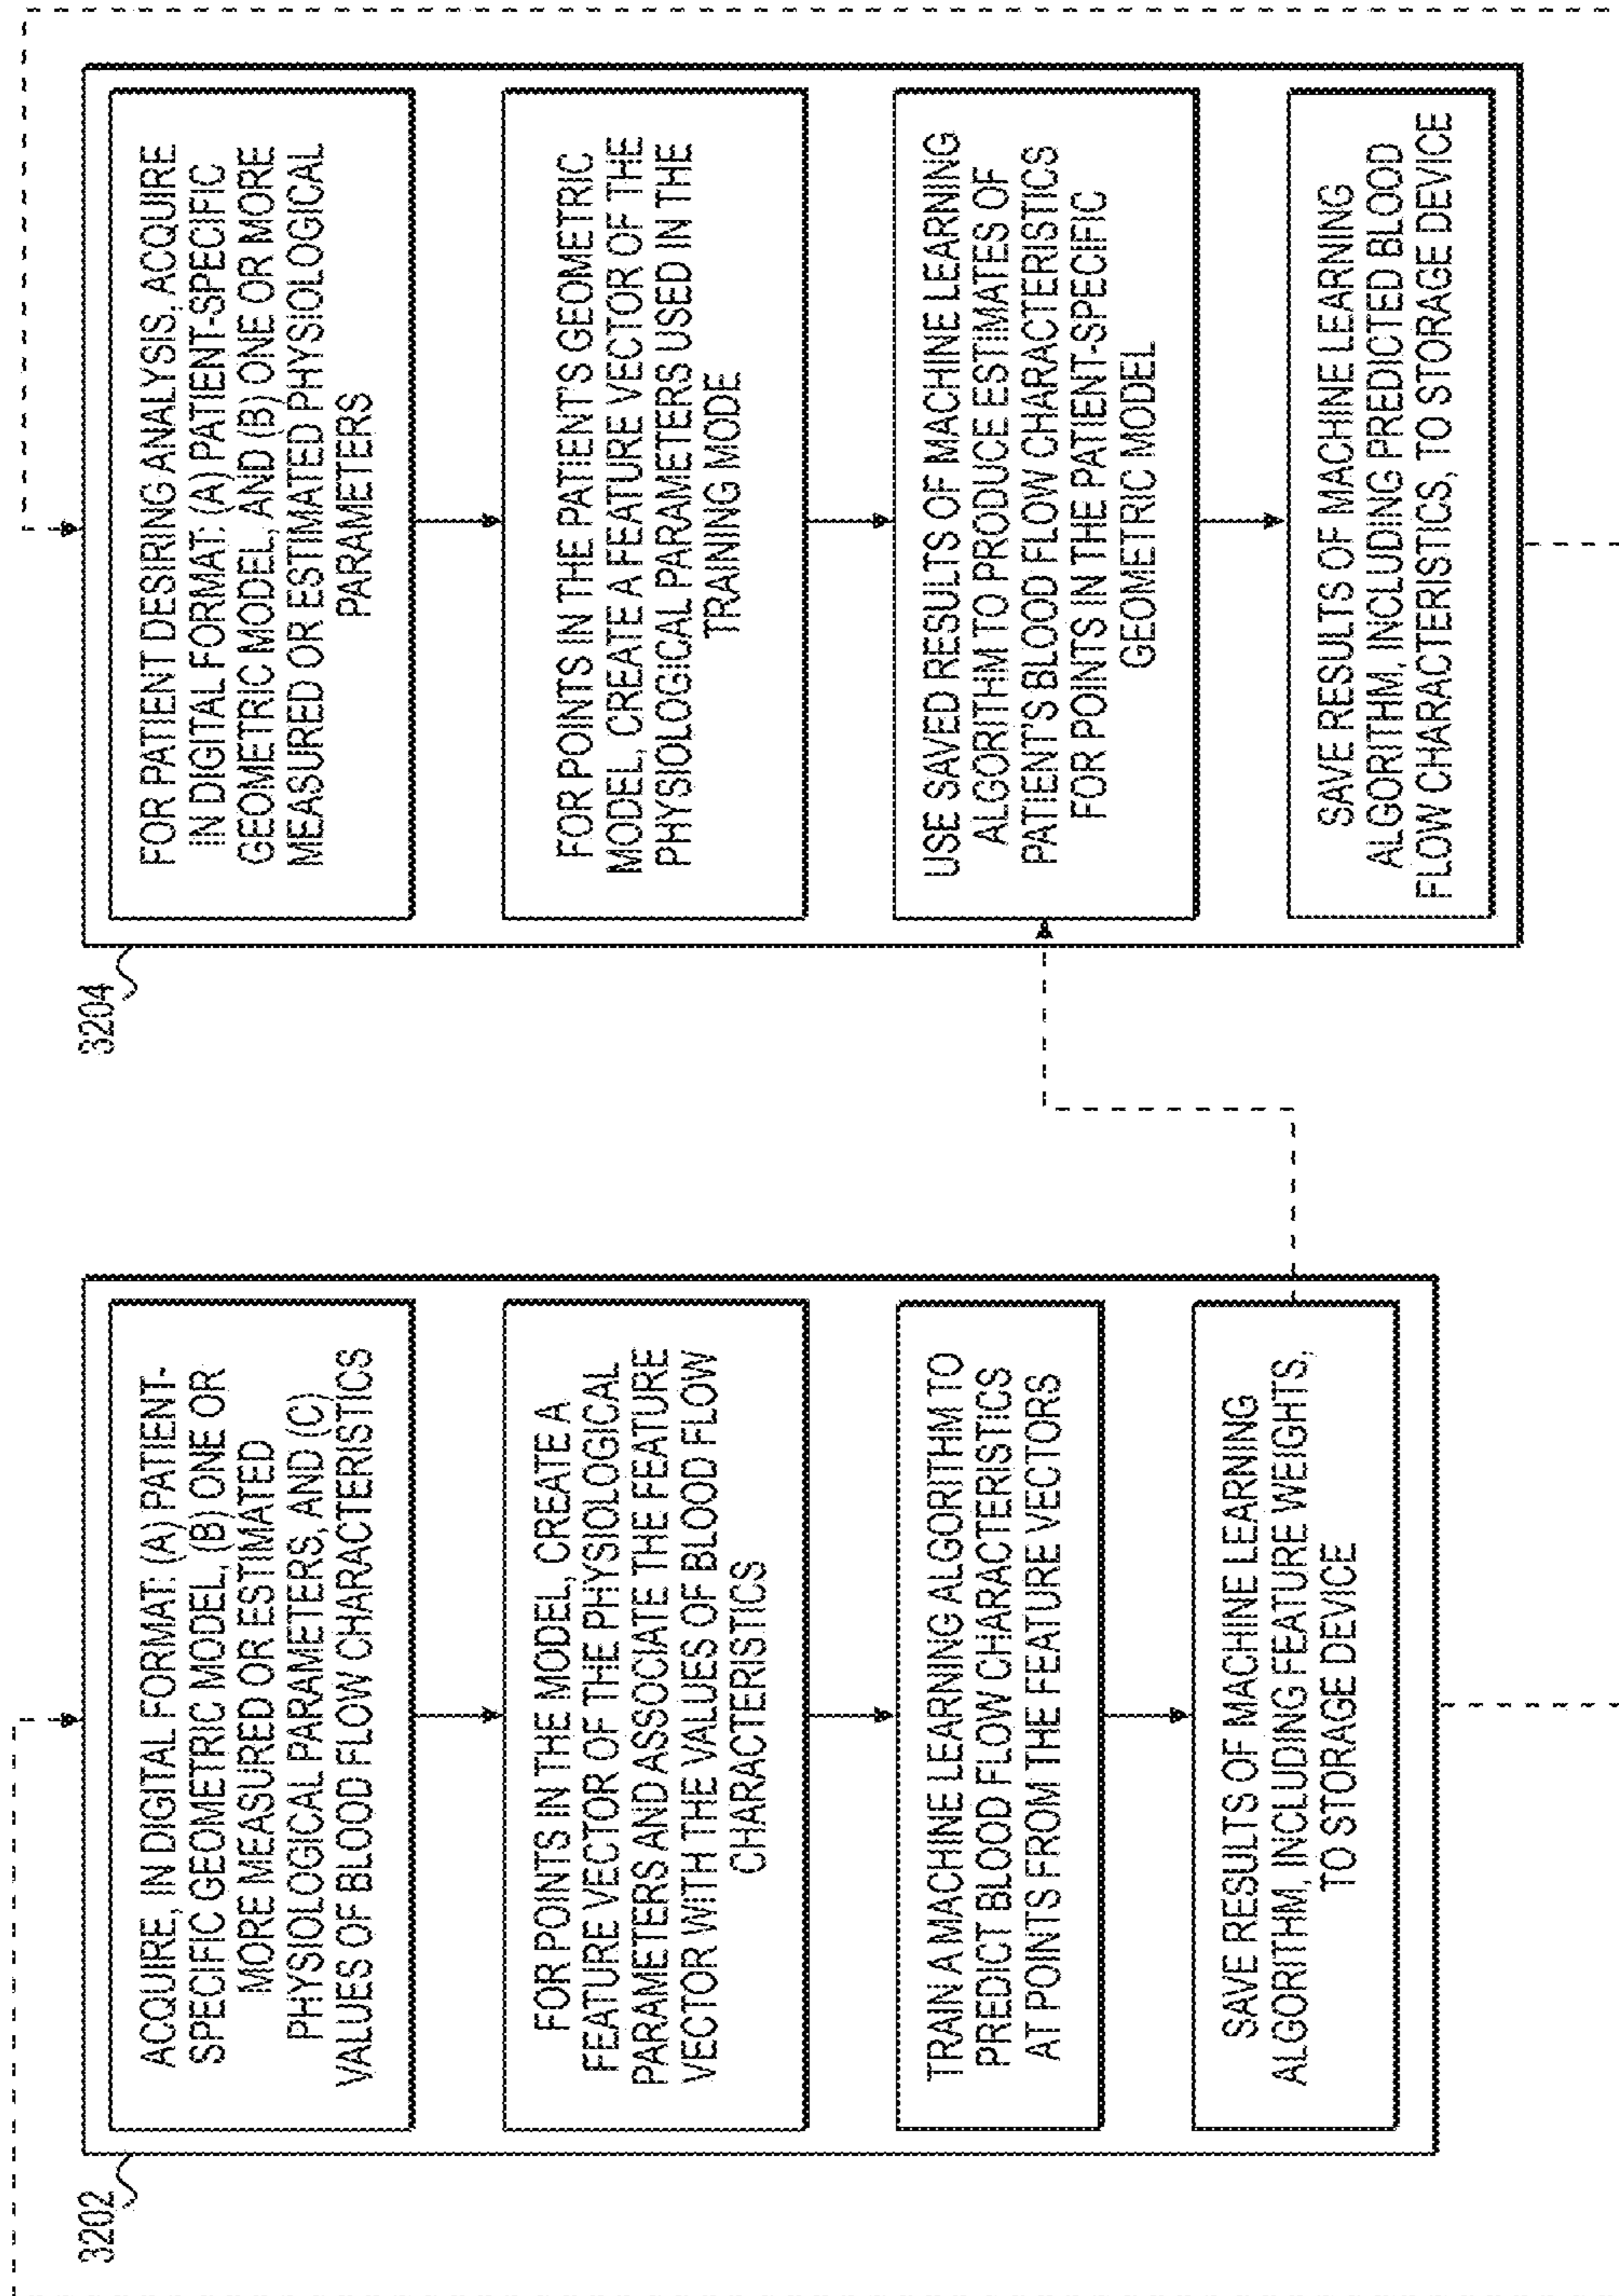 3202
ACQUIRE, IN DIGITAL FORMAT: (A) PATIENT-
SPECIFIC GEOMETRIC MODEL, (B) ONE OR
MORE MEASURED OR ESTIMATED
PHYSIOLOGICAL PARAMETERS, AND (C)
VALUES OF BLOOD FLOW CHARACTERISTICS
FOR POINTS IN THE MODEL, CREATE A
FEATURE VECTOR OF THE PHYSIOLOGICAL
PARAMETERS AND ASSOCIATE THE FEATURE
VECTOR WITH THE VALUES OF BLOOD FLOW
CHARACTERISTICS
TRAIN A MACHINE LEARNING ALGORITHM TO
PREDICT BLOOD FLOW CHARACTERISTICS
AT POINTS FROM THE FEATURE VECTORS
SAVE RESULTS OF MACHINE LEARNING
ALGORITHM, INCLUDING FEATURE WEIGHTS,
TO STORAGE DEVICE
3204
FOR PATIENT DESIRING ANALYSIS, ACQUIRE
IN DIGITAL FORMAT: (A) PATIENT-SPECIFIC
GEOMETRIC MODEL, AND (B) ONE OR MORE
MEASURED OR ESTIMATED PHYSIOLOGICAL
PARAMETERS
FOR POINTS IN THE PATIENT'S GEOMETRIC
MODEL, CREATE A FEATURE VECTOR OF THE
PHYSIOLOGICAL PARAMETERS USED IN THE
TRAINING MODE
USE SAVED RESULTS OF MACHINE LEARNING
ALGORITHM TO PRODUCE ESTIMATES OF
PATIENT'S BLOOD FLOW CHARACTERISTICS
FOR POINTS IN THE PATIENT-SPECIFIC
GEOMETRIC MODEL
SAVE RESULTS OF MACHINE LEARNING
ALGORITHM, INCLUDING PREDICTED BLOOD
FLOW CHARACTERISTICS, TO STORAGE DEVICE